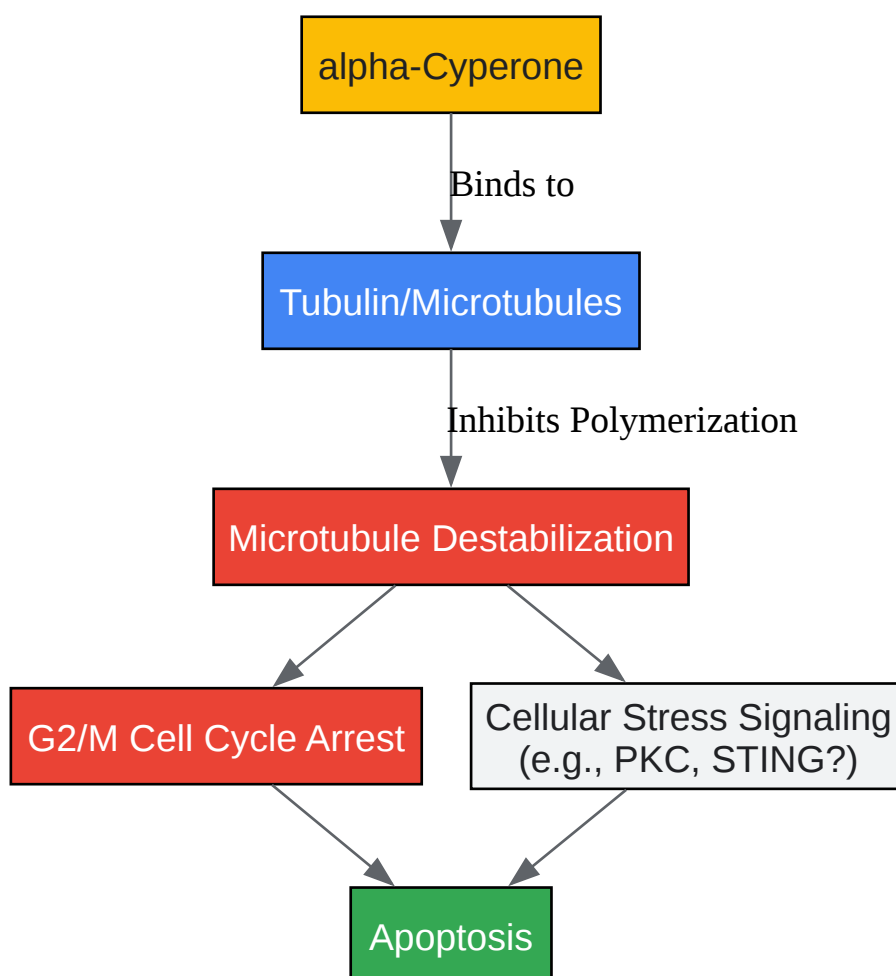 alpha-Cyperone
Binds to
Tubulin/Microtubules
Inhibits Polymerization
Microtubule Destabilization
G2/M Cell Cycle Arrest
Cellular Stress Signaling
(e.g., PKC, STING?)
Apoptosis